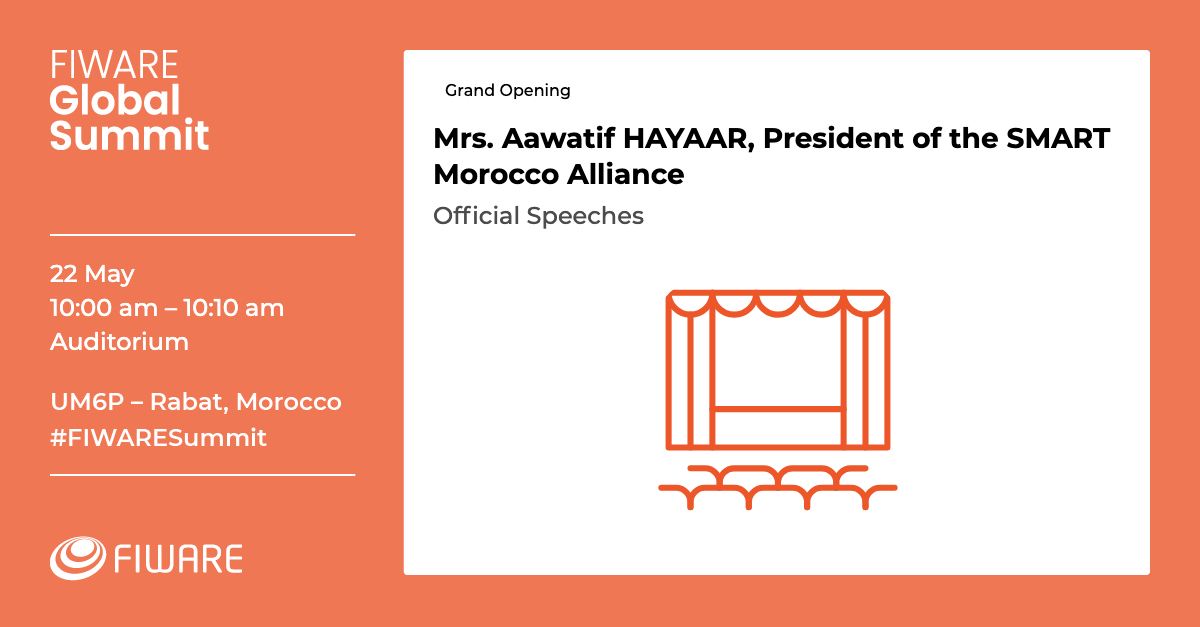 FIWARE
Global
Summit
22 May
10:00 am – 10:10 am
Auditorium
UM6P – Rabat, Morocco
#FIWARESummit
FIWARE
Grand Opening
Mrs. Aawatif HAYAAR, President of the SMART
Morocco Alliance
Official Speeches